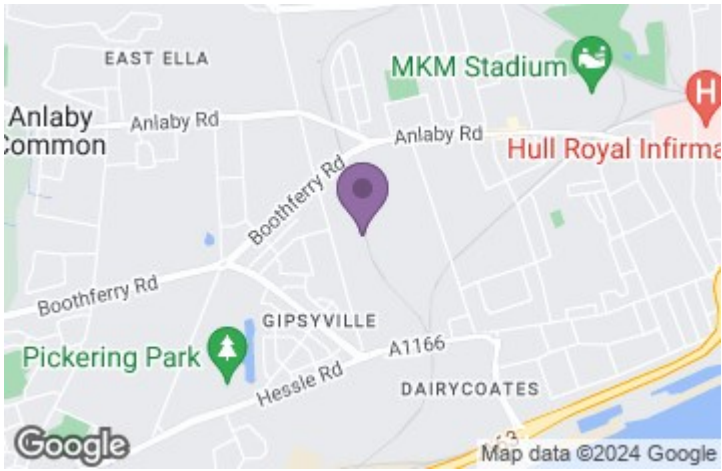 EAST ELLA
MKM Stadium
H
Anlaby
Common
Anlaby Rd
Anlaby Rd
Hull Royal Infirma
Boothferry Rd
Boothferry Rd
GIPSYVILLE
Pickering Park
A1166
Hessle Rd
DAIRYCOATES
63
Google
Map data ©2024 Google